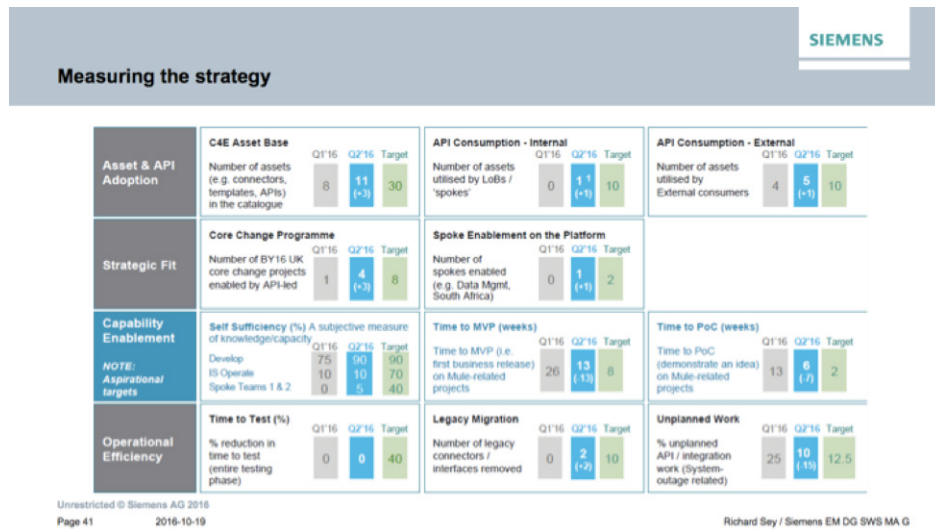 SIEMENS
Measuring the strategy
Asset & API
Adoption
C4E Asset Base
Q1'16 Q2'16 Target
Number of assets
(e.g. connectors,
templates, APIs)
in the catalogue
8 11 30
(+3)
API Consumption - Internal
Q1'16 Q2'16 Target
Number of assets
utilised by LoBs /
'spokes'
0 1 1 10
(+1)
API Consumption - External
Q1'16 Q2'16 Target
Number of assets
utilised by
External consumers
4 5 10
(+1)
Strategic Fit
Core Change Programme
Q1'16 Q2'16 Target
Number of BY16 UK
core change projects
enabled by API-led
1 4 8
(+3)
Spoke Enablement on the Platform
Q1'16 Q2'16 Target
Number of
spokes enabled
(e.g. Data Mgmt,
South Africa)
0 1 2
(+1)
Capability
Enablement
NOTE:
Aspirational
targets
Self Sufficiency (%) A subjective measure
of knowledge/capacity
Q1'16 Q2'16 Target
Develop 75 90 90
IS Operate 10 10 70
Spoke Teams 1 & 2 0 5 40
Time to MVP (weeks)
Q1'16 Q2'16 Target
Time to MVP (i.e.
first business release)
on Mule-related
projects
26 13 8
(-13)
Time to PoC (weeks)
Q1'16 Q2'16 Target
Time to PoC
(demonstrate an idea)
on Mule-related
projects
13 6 2
(-7)
Operational
Efficiency
Time to Test (%)
Q1'16 Q2'16 Target
% reduction in
time to test
(entire testing
phase)
0 0 40
Legacy Migration
Q1'16 Q2'16 Target
Number of legacy
connectors /
interfaces removed
0 2 10
(+2)
Unplanned Work
Q1'16 Q2'16 Target
% unplanned
API / integration
work (System-
outage related)
25 10 12.5
(-15)
Unrestricted © Siemens AG 2016
Page 41 2016-10-19 Richard Sey / Siemens EM DG SWS MA G